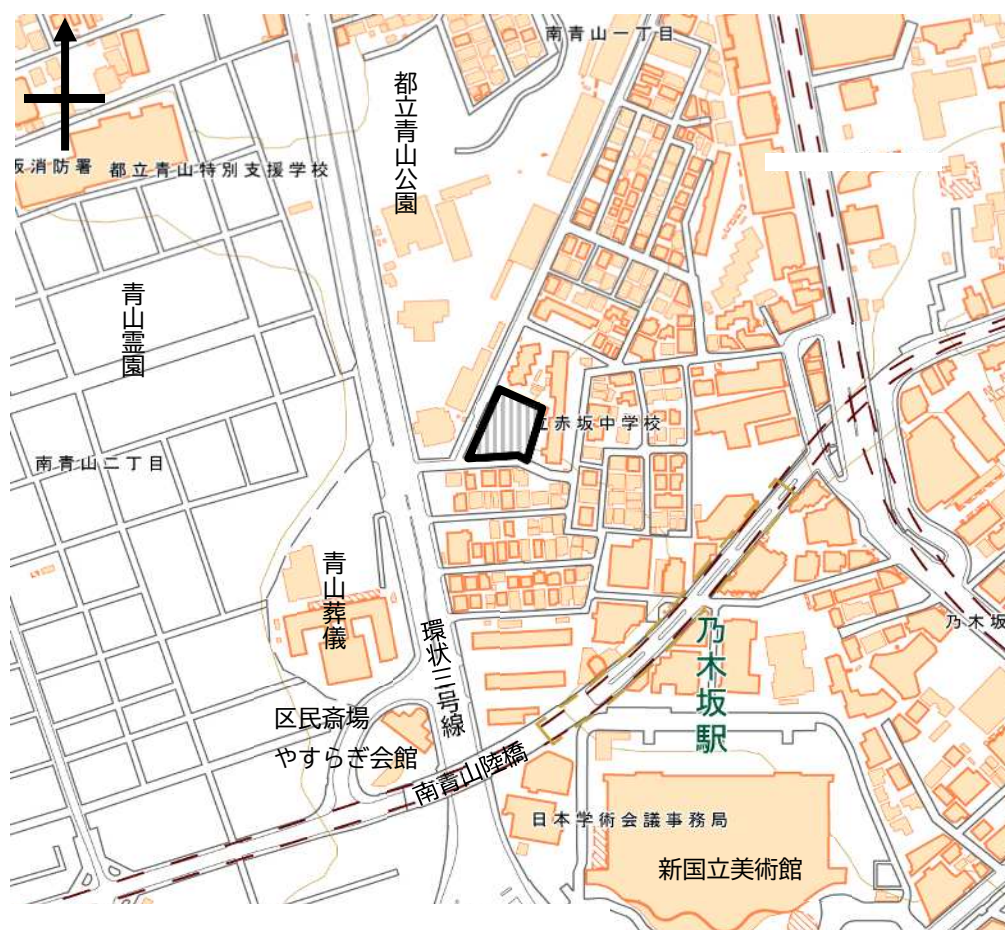 南青山一丁目
都立青山公園
坂消防署
都立青山特別支援学校
青山霊園
立赤坂中学校
南青山二丁目
青山葬儀
環状三号線
乃木坂
乃木坂駅
区民斎場
やすらぎ会館
南青山陸橋
日本学術会議事務局
新国立美術館